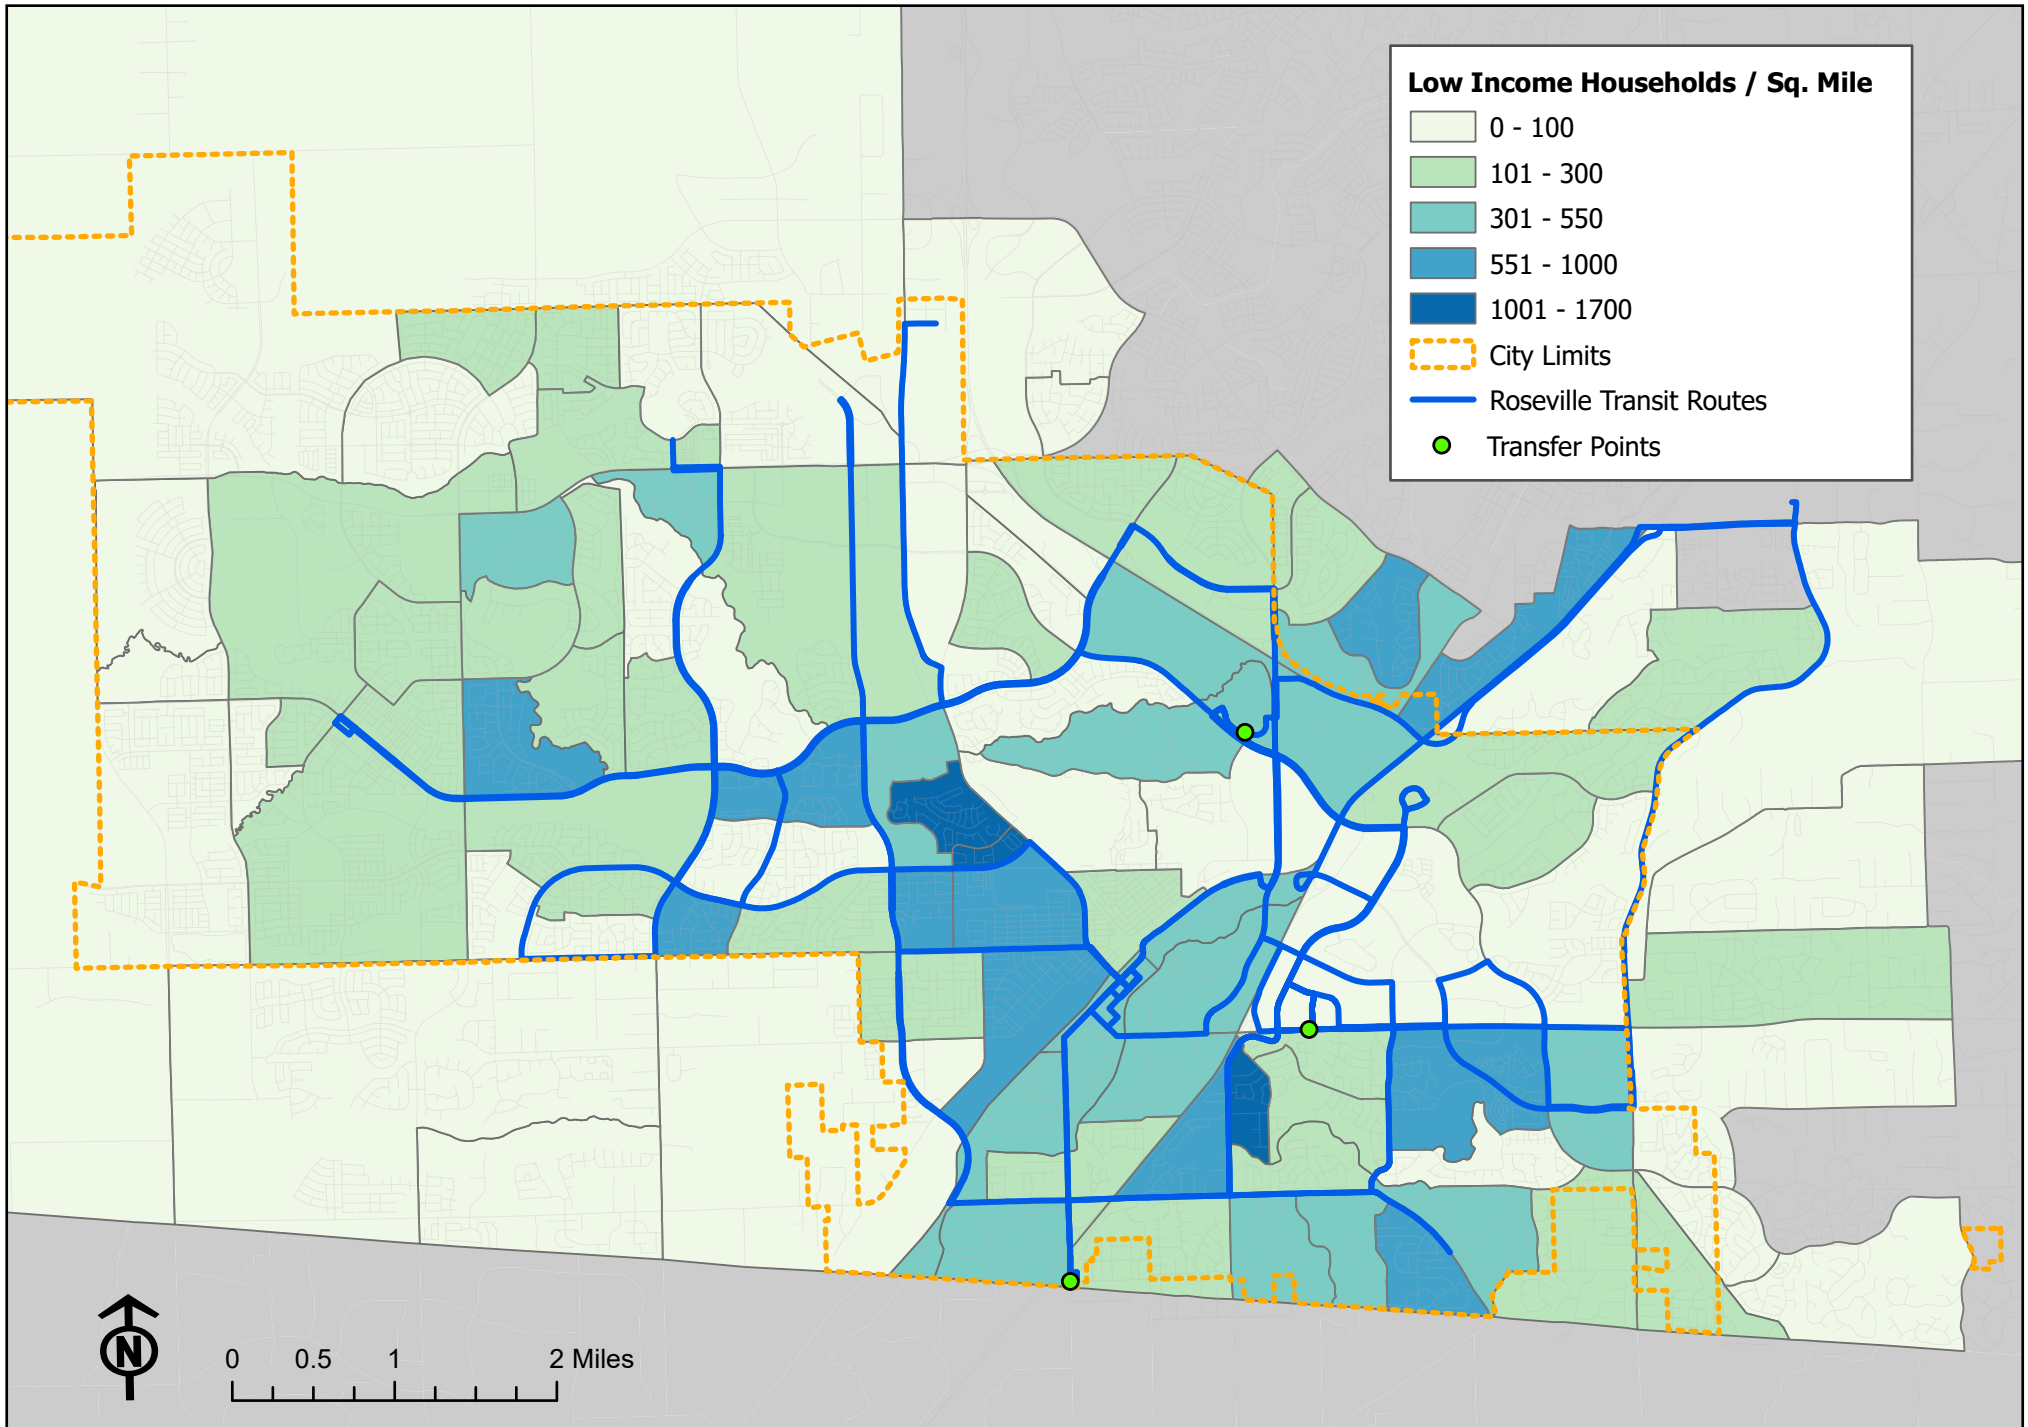 Low Income Households / Sq. Mile
0 - 100
101 - 300
301 - 550
551 - 1000
1001 - 1700
City Limits
Roseville Transit Routes
Transfer Points
N
0 0.5 1 2 Miles